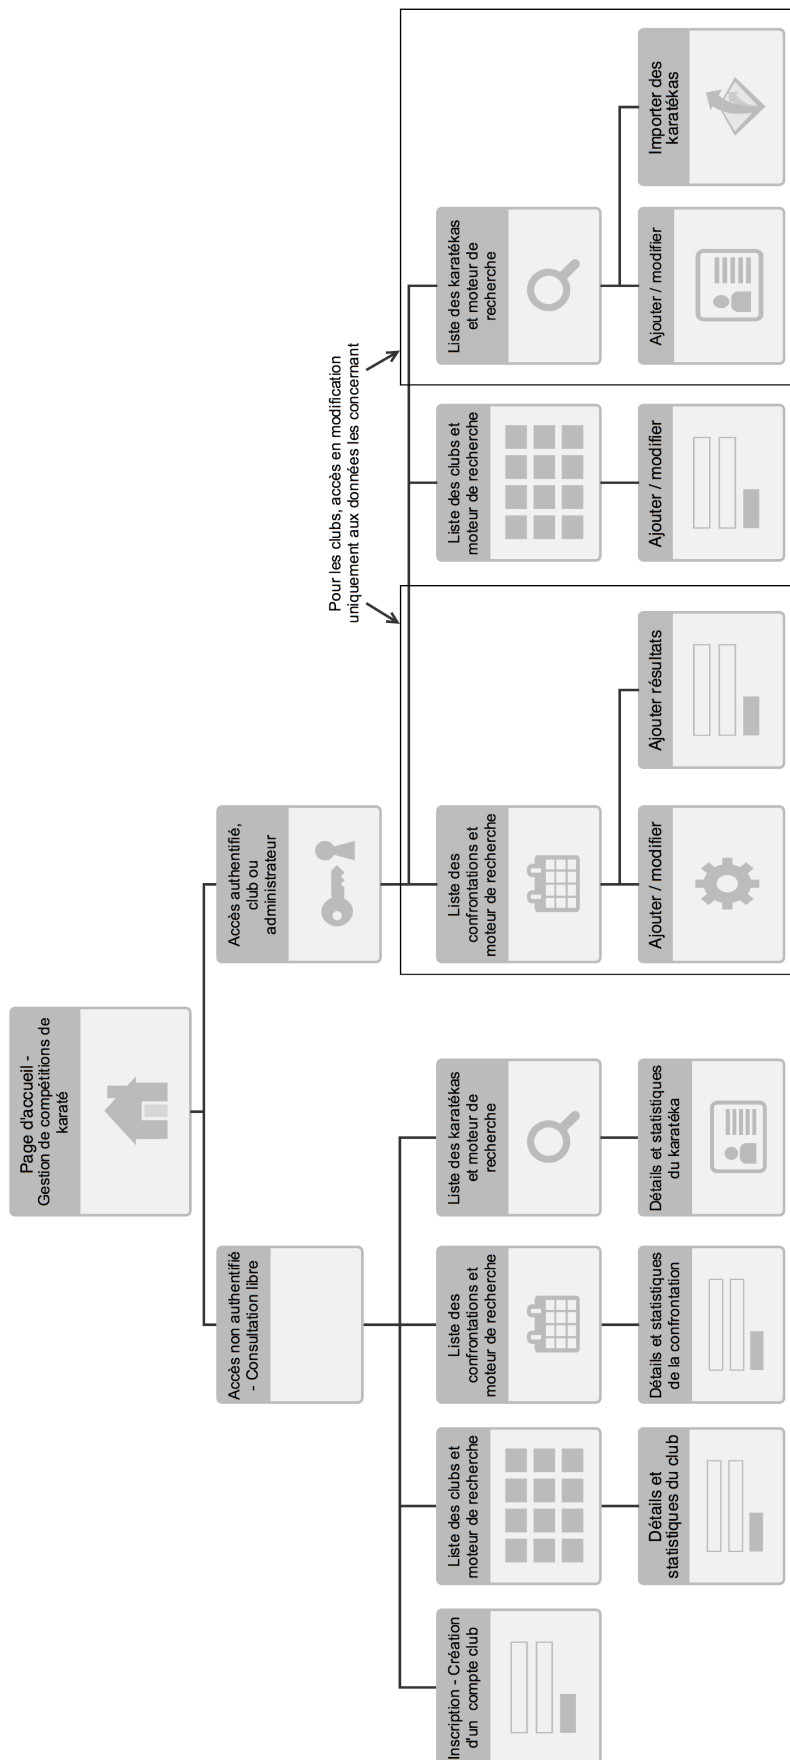 Page d'accueil -
Gestion de compétitions de
karaté
Accès non authentifié
- Consultation libre
Accès authentifié,
club ou
administrateur
Pour les clubs, accès en modification
uniquement aux données les concernant
Inscription - Création
d'un compte club
Liste des clubs et
moteur de recherche
Liste des
confrontations et
moteur de recherche
Liste des karatékas
et moteur de
recherche
Liste des
confrontations et
moteur de recherche
Liste des clubs et
moteur de recherche
Liste des karatékas
et moteur de
recherche
Détails et
statistiques du club
Détails et statistiques
de la confrontation
Détails et statistiques
du karatéka
Ajouter / modifier
Ajouter résultats
Ajouter / modifier
Ajouter / modifier
Importer des
karatékas